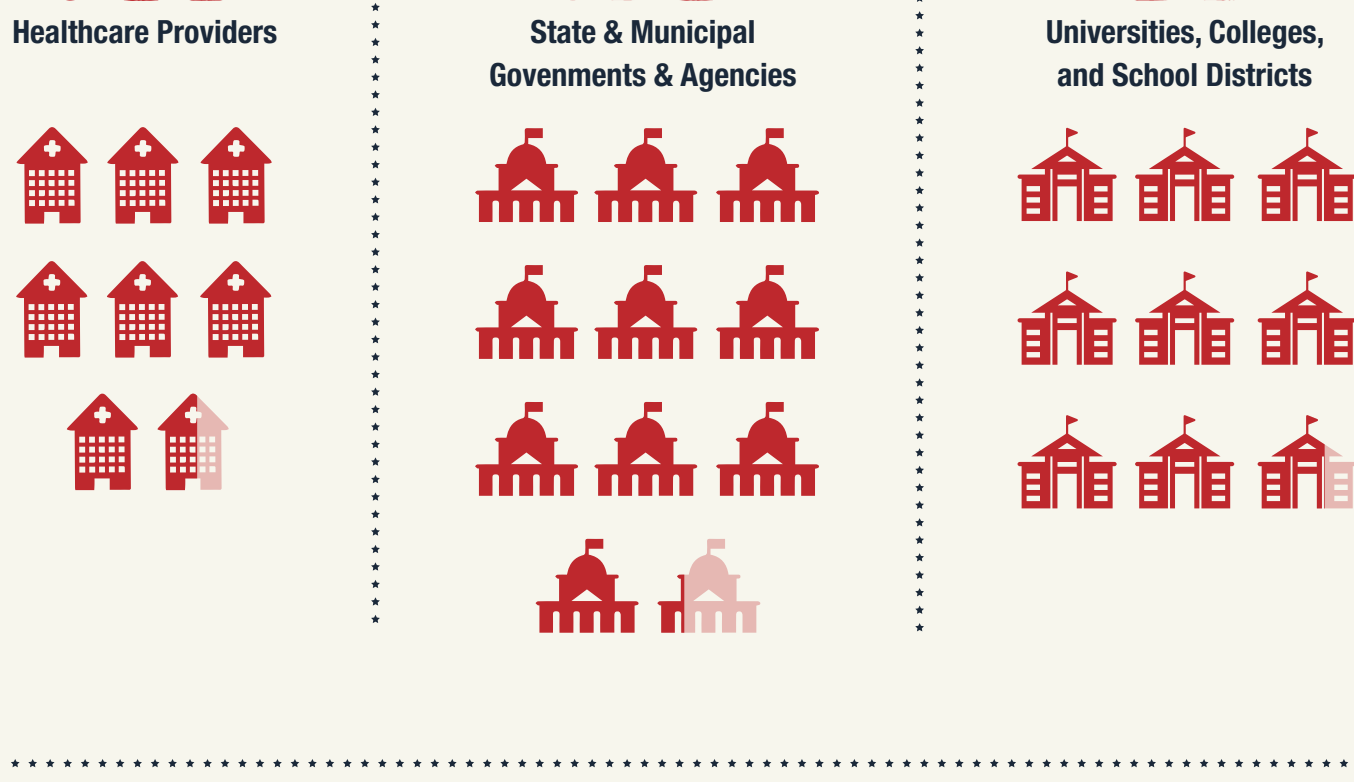 Healthcare Providers
State & Municipal
Govenments & Agencies
Universities, Colleges,
and School Districts